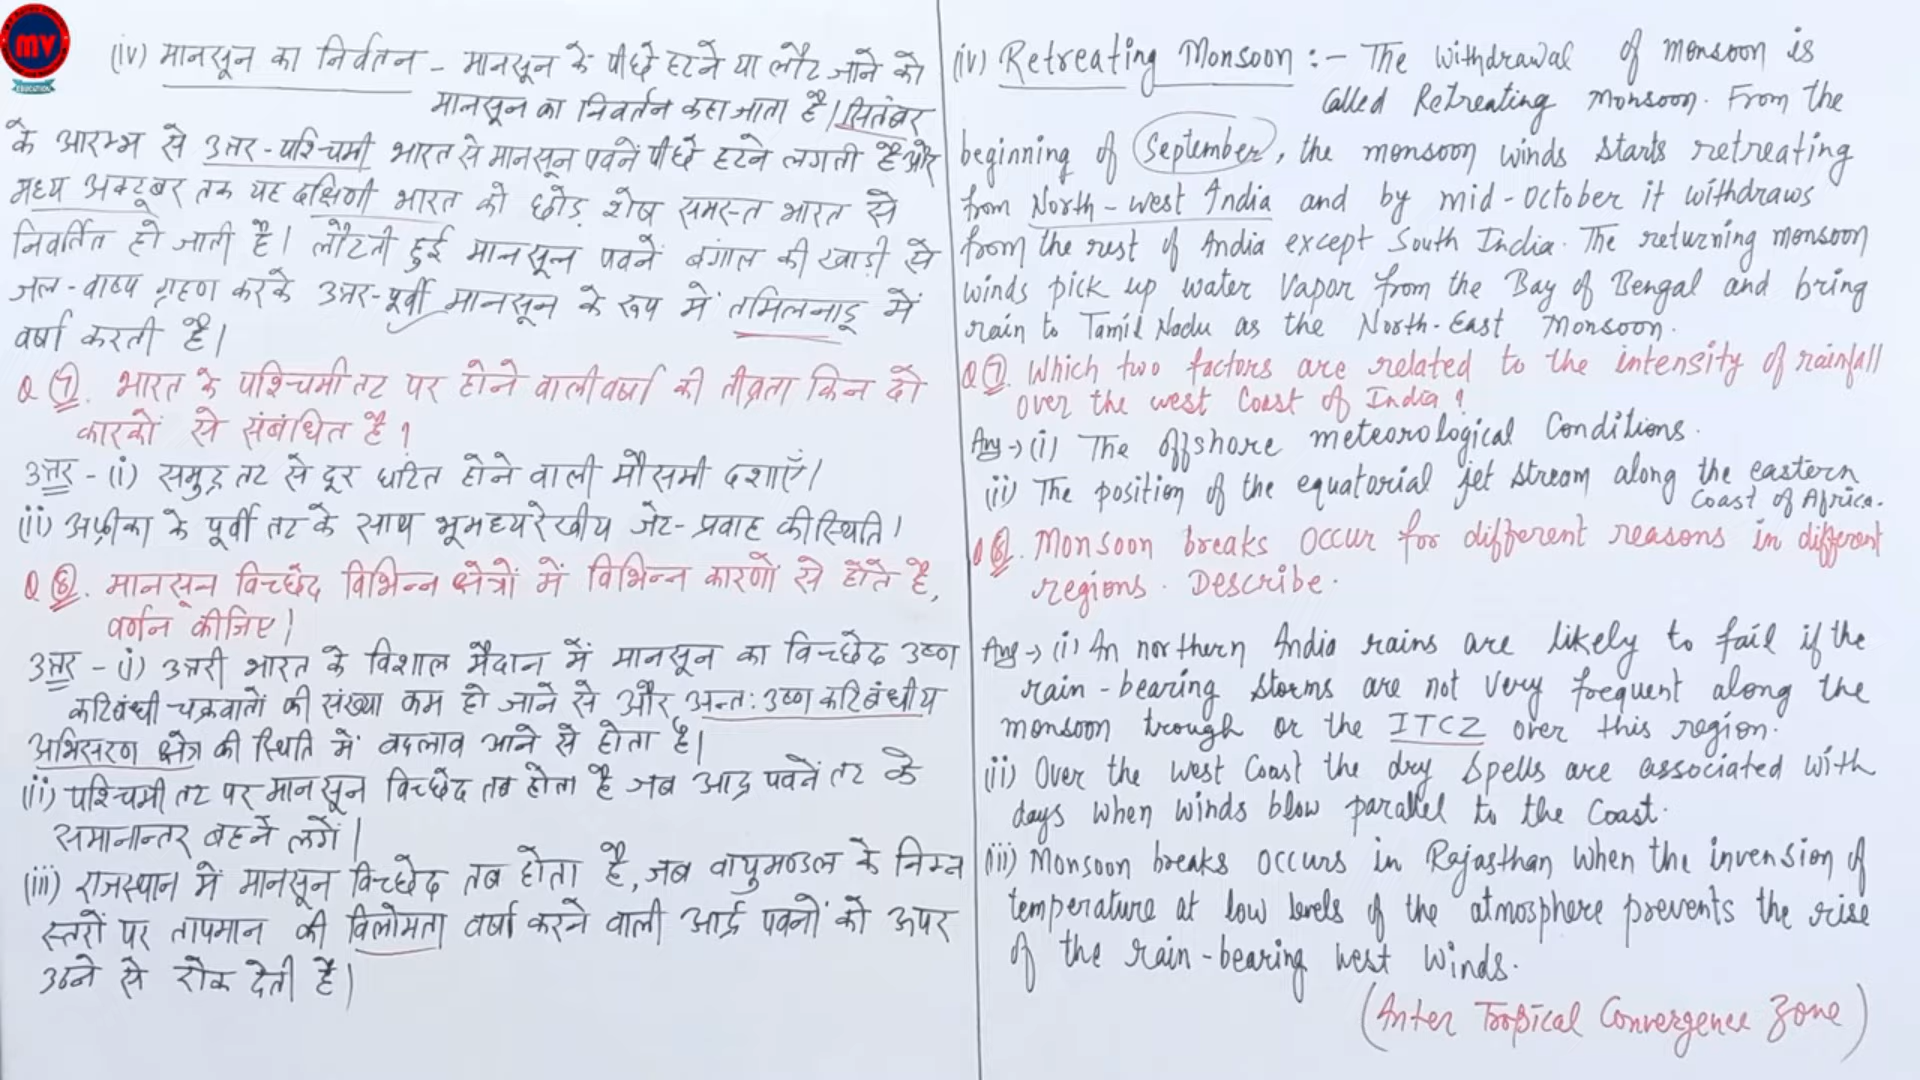 mv
EDUCATION
(iv) मानसून का निर्वतन - मानसून के पीछे हटने या लौट जाने को
मानसून का निवर्तन कहा जाता है। सितंबर
के आरम्भ से उत्तर-पश्चिमी भारत से मानसून पवनें पीछे हटने लगती है और
मध्य अक्टूबर तक यह दक्षिणी भारत को छोड़ शेष समस्त भारत से
निवर्तित हो जाती है। लौटती हुई मानसून पवनें बंगाल की खाड़ी से
जल-वाष्प ग्रहण करके उत्तर-पूर्वी मानसून के रूप में तमिलनाडू में
वर्षा करती है।
Q (7). भारत के पश्चिमी तट पर होने वाली वर्षा की तीव्रता किन दो
कारकों से संबंधित है?
उत्तर - (i) समुद्र तट से दूर घटित होने वाली मौसमी दशाएँ।
(ii) अफ्रीका के पूर्वी तट के साथ भूमध्यरेखीय जेट-प्रवाह की स्थिति।
Q (8). मानसून विच्छेद विभिन्न क्षेत्रों में विभिन्न कारणों से होते है,
वर्णन कीजिए।
उत्तर - (i) उत्तरी भारत के विशाल मैदान में मानसून का विच्छेद उष्ण
कटिबंधी चक्रवातों की संख्या कम हो जाने से और अन्त: उष्ण कटिबंधीय
अभिसरण क्षेत्र की स्थिति में बदलाव आने से होता है।
(ii) पश्चिमी तट पर मानसून विच्छेद तब होता है जब आर्द्र पवनें तट के
समानान्तर बहने लगें।
(iii) राजस्थान में मानसून विच्छेद तब होता है, जब वायुमण्डल के निम्न
स्तरों पर तापमान की विलोमता वर्षा करने वाली आर्द्र पवनों को ऊपर
उठने से रोक देती है।
(iv) Retreating Monsoon :- The withdrawal of monsoon is
called Retreating monsoon. From the
beginning of September, the monsoon winds starts retreating
from North-west India and by mid-October it withdraws
from the rest of India except South India. The returning monsoon
winds pick up water vapor from the Bay of Bengal and bring
rain to Tamil Nadu as the North-East Monsoon.
Q (7). Which two factors are related to the intensity of rainfall
over the west coast of India?
Ans → (i) The offshore meteorological conditions.
(ii) The position of the equatorial jet stream along the eastern
coast of Africa.
Q (8). Monsoon breaks occur for different reasons in different
regions. Describe.
Ans → (i) In northern India rains are likely to fail if the
rain-bearing storms are not very frequent along the
monsoon trough or the ITCZ over this region.
(ii) Over the west coast the dry spells are associated with
days when winds blow parallel to the coast.
(iii) Monsoon breaks occurs in Rajasthan when the invension of
temperature at low levels of the atmosphere prevents the rise
of the rain-bearing west winds.
(Inter Tropical Convergence Zone)